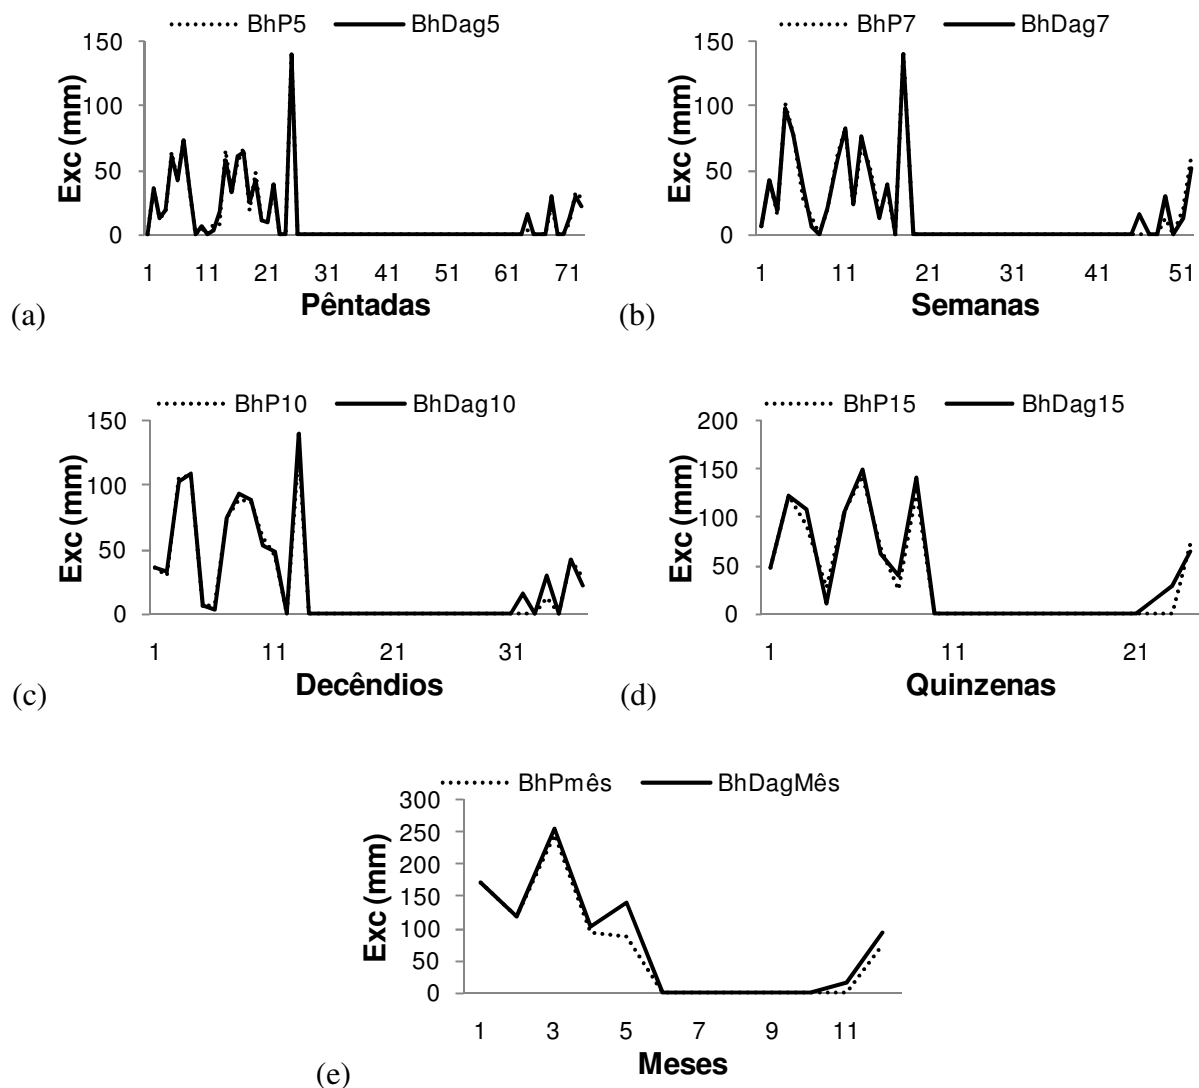 BhP5 BhDag5
150
100
50
0
Exc (mm)
1 11 21 31 41 51 61 71
Pêntadas
(a)
BhP7 BhDag7
150
100
50
0
Exc (mm)
1 11 21 31 41 51
Semanas
(b)
BhP10 BhDag10
150
100
50
0
Exc (mm)
1 11 21 31
Decêndios
(c)
BhP15 BhDag15
200
150
100
50
0
Exc (mm)
1 11 21
Quinzenas
(d)
BhPmês BhDagMês
300
250
200
150
100
50
0
Exc (mm)
1 3 5 7 9 11
Meses
(e)